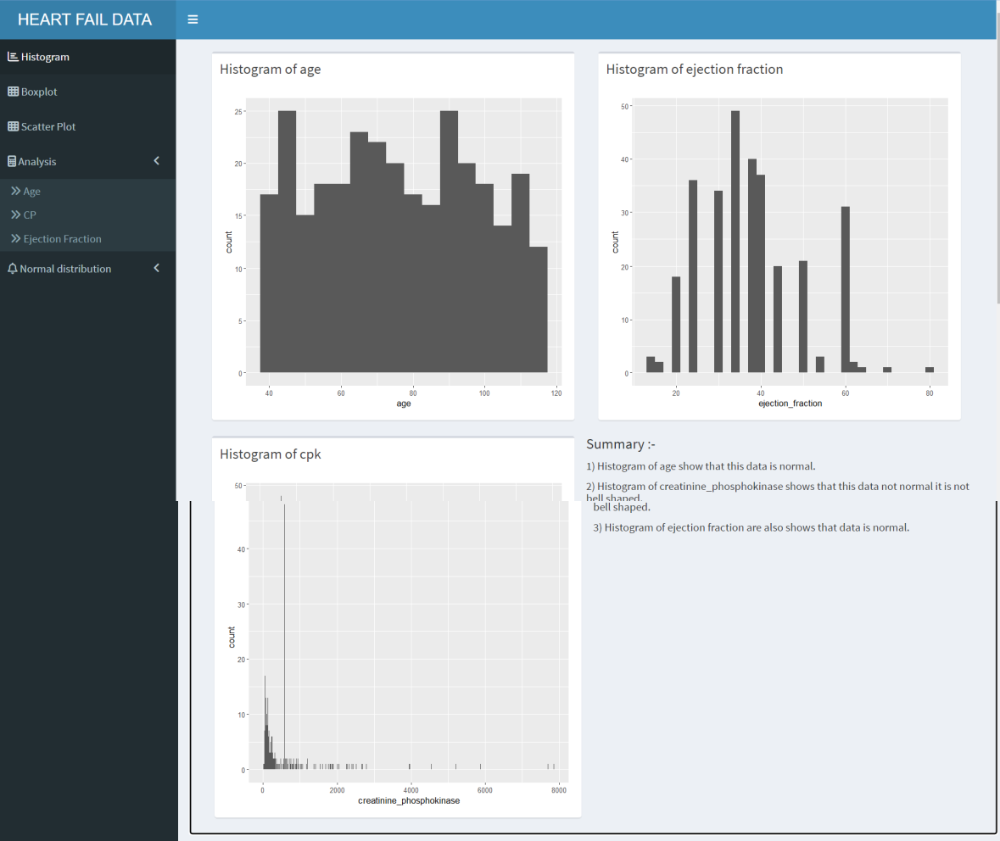 HEART FAIL DATA
Histogram
Boxplot
Scatter Plot
Analysis
Age
CP
Ejection Fraction
Normal distribution
Histogram of age
25
20
15
10
5
0
count
40 60 80 100 120
age
Histogram of ejection fraction
50
40
30
20
10
0
count
20 40 60 80
ejection_fraction
Histogram of cpk
50
40
30
20
10
0
count
0 2000 4000 6000 8000
creatinine_phosphokinase
Summary :-
1) Histogram of age show that this data is normal.
2) Histogram of creatinine_phosphokinase shows that this data not normal it is not
bell shaped.
bell shaped.
3) Histogram of ejection fraction are also shows that data is normal.